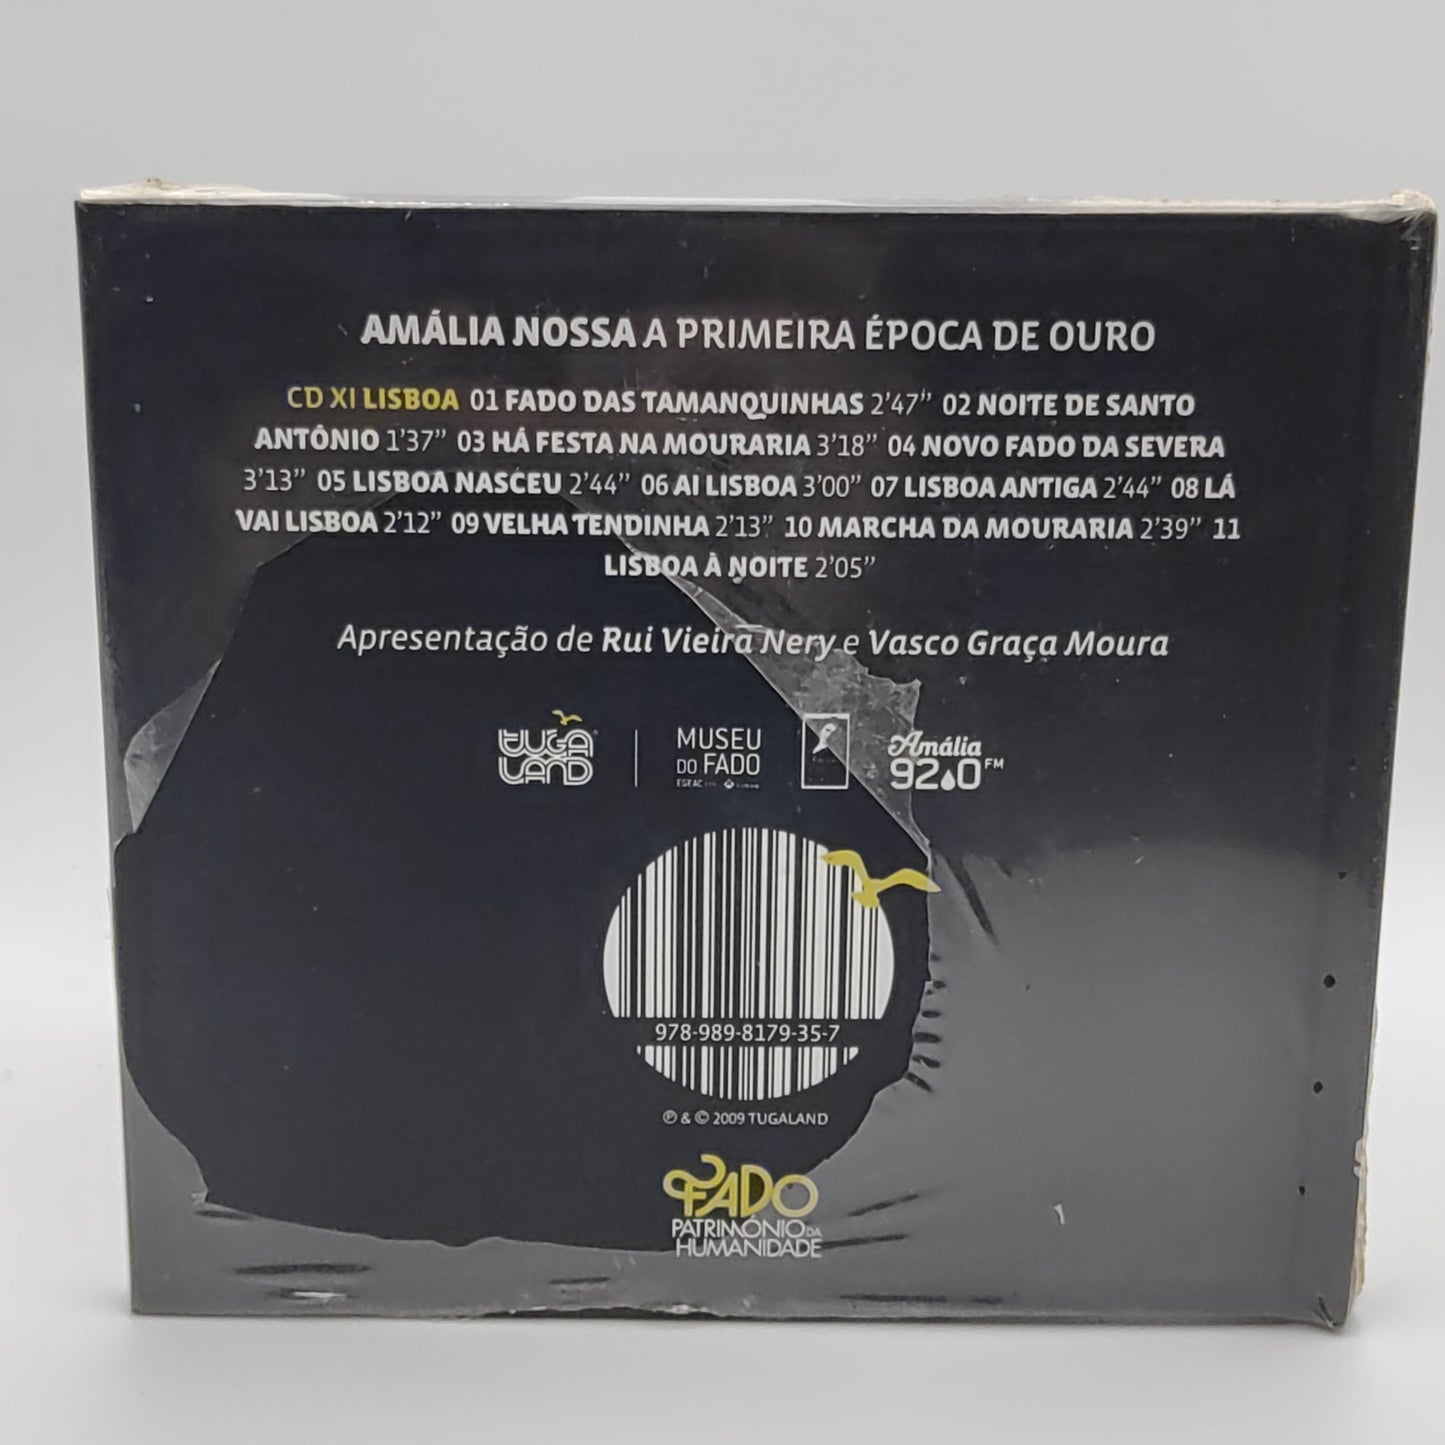 AMÁLIA NOSSA A PRIMEIRA ÉPOCA DE OURO
CD XI LISBOA 01 FADO DAS TAMANQUINHAS 2'47” 02 NOITE DE SANTO
ANTÓNIO 1'37” 03 HÁ FESTA NA MOURARIA 3'18” 04 NOVO FADO DA SEVERA
3'13” 05 LISBOA NASCEU 2'44” 06 AI LISBOA 3'00” 07 LISBOA ANTIGA 2'44” 08 LÁ
VAI LISBOA 2'12” 09 VELHA TENDINHA 2'13” 10 MARCHA DA MOURARIA 2'39” 11
LISBOA À NOITE 2'05”
Apresentação de Rui Vieira Nery e Vasco Graça Moura
TUGA
LAND
MUSEU
DO FADO
EGEAC
Amália
92.0 FM
978-989-8179-35-7
℗ & © 2009 TUGALAND
FADO
PATRIMÓNIO DA
HUMANIDADE